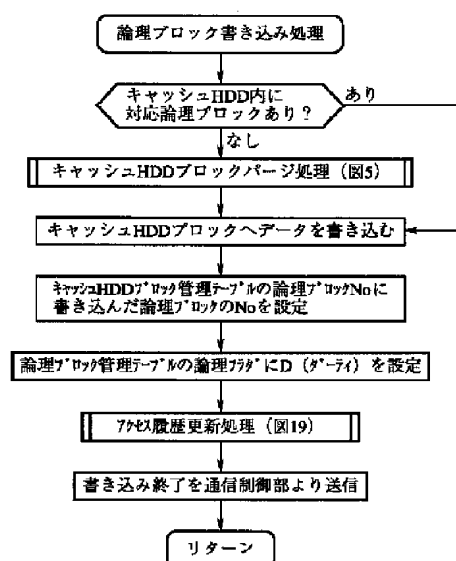 論理ブロック書き込み処理
キャッシュHDD内に
対応論理ブロックあり?
あり
なし
キャッシュHDDブロックパージ処理(図5)
キャッシュHDDブロックへデータを書き込む
ｷｬｯｼｭHDDﾌﾞﾛｯｸ管理ﾃｰﾌﾞﾙの論理ﾌﾞﾛｯｸNoに
書き込んだ論理ﾌﾞﾛｯｸのNoを設定
論理ﾌﾞﾛｯｸ管理ﾃｰﾌﾞﾙの論理ﾌﾗｸﾞにD(ﾀﾞｰﾃｨ)を設定
ｱｸｾｽ履歴更新処理(図19)
書き込み終了を通信制御部より送信
リターン